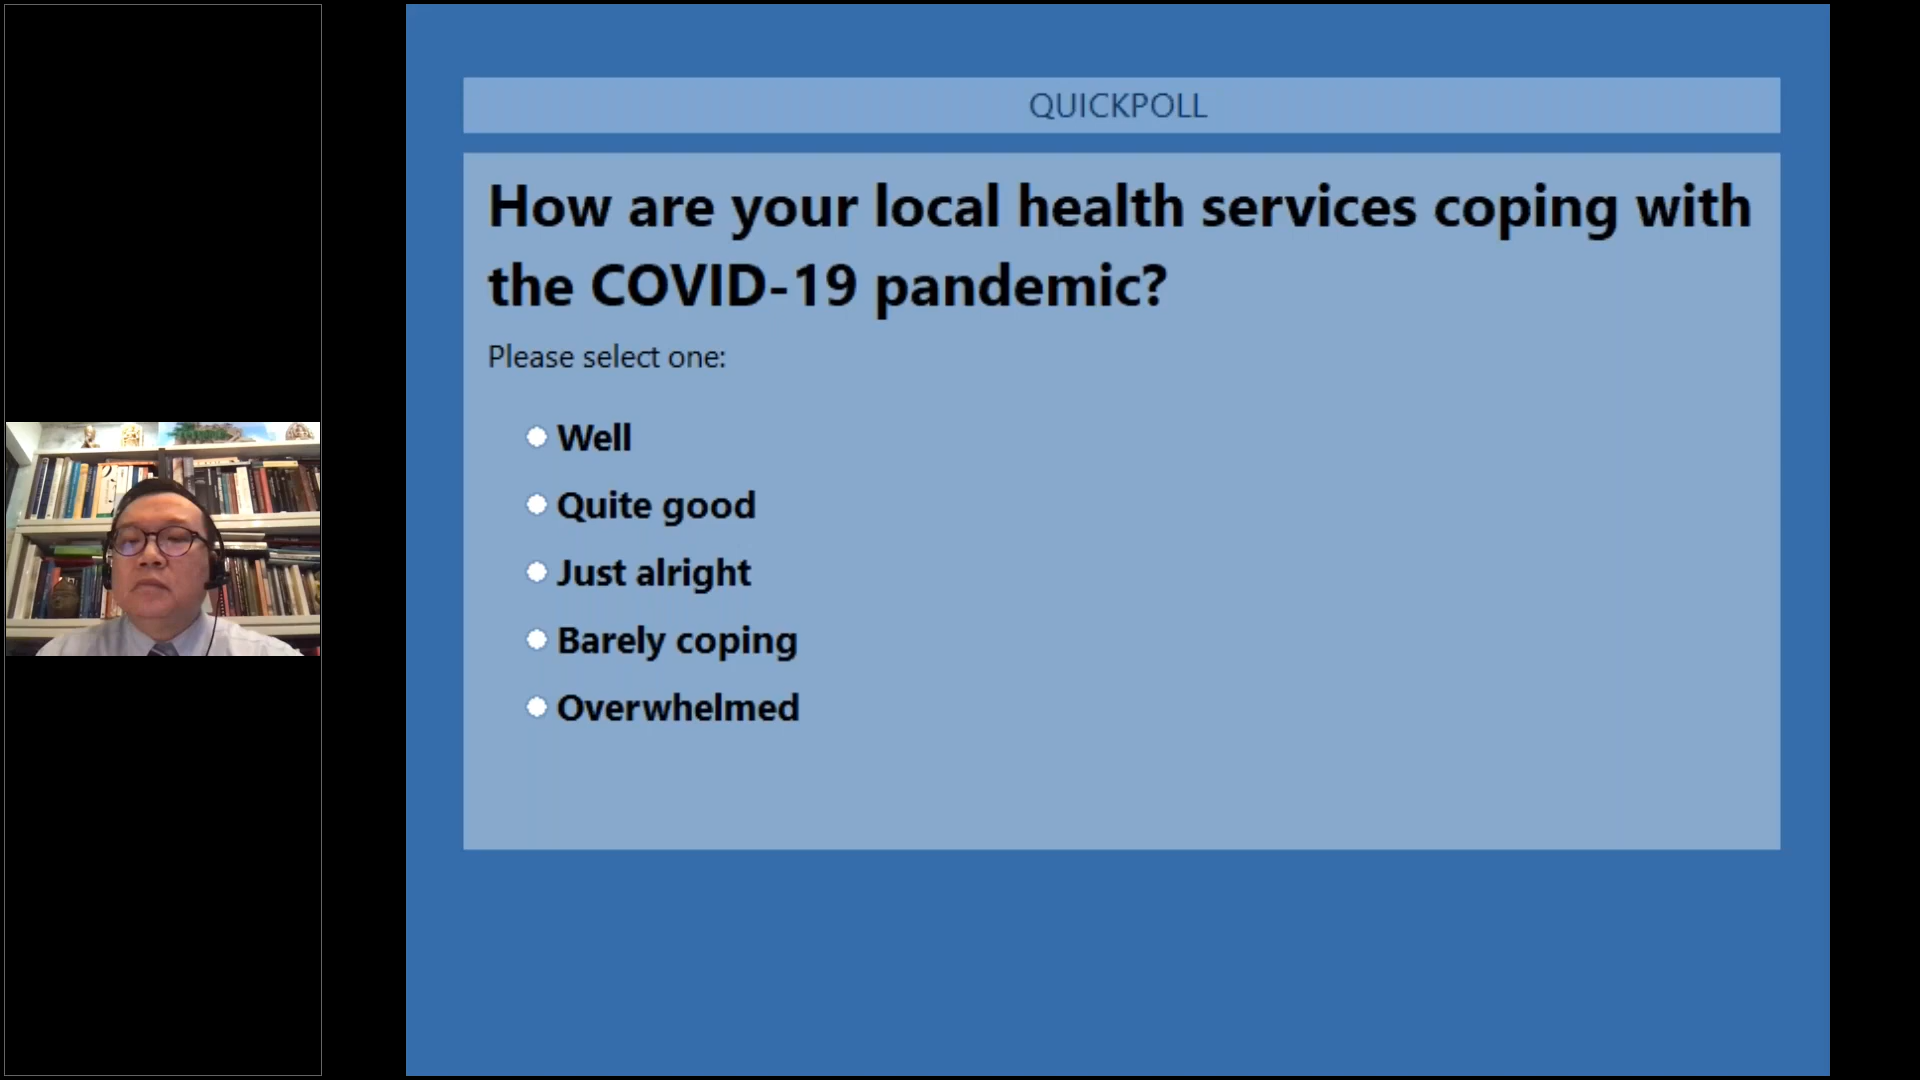 QUICKPOLL
How are your local health services coping with
the COVID-19 pandemic?
Please select one:
Well
Quite good
Just alright
Barely coping
Overwhelmed